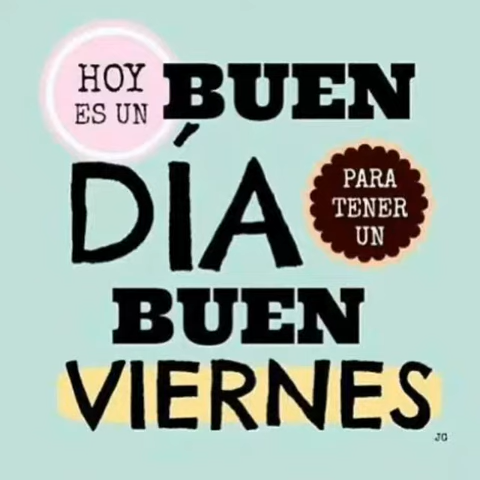 HOY
ES UN
BUEN
DÍA
PARA
TENER
UN
BUEN
VIERNES
JG